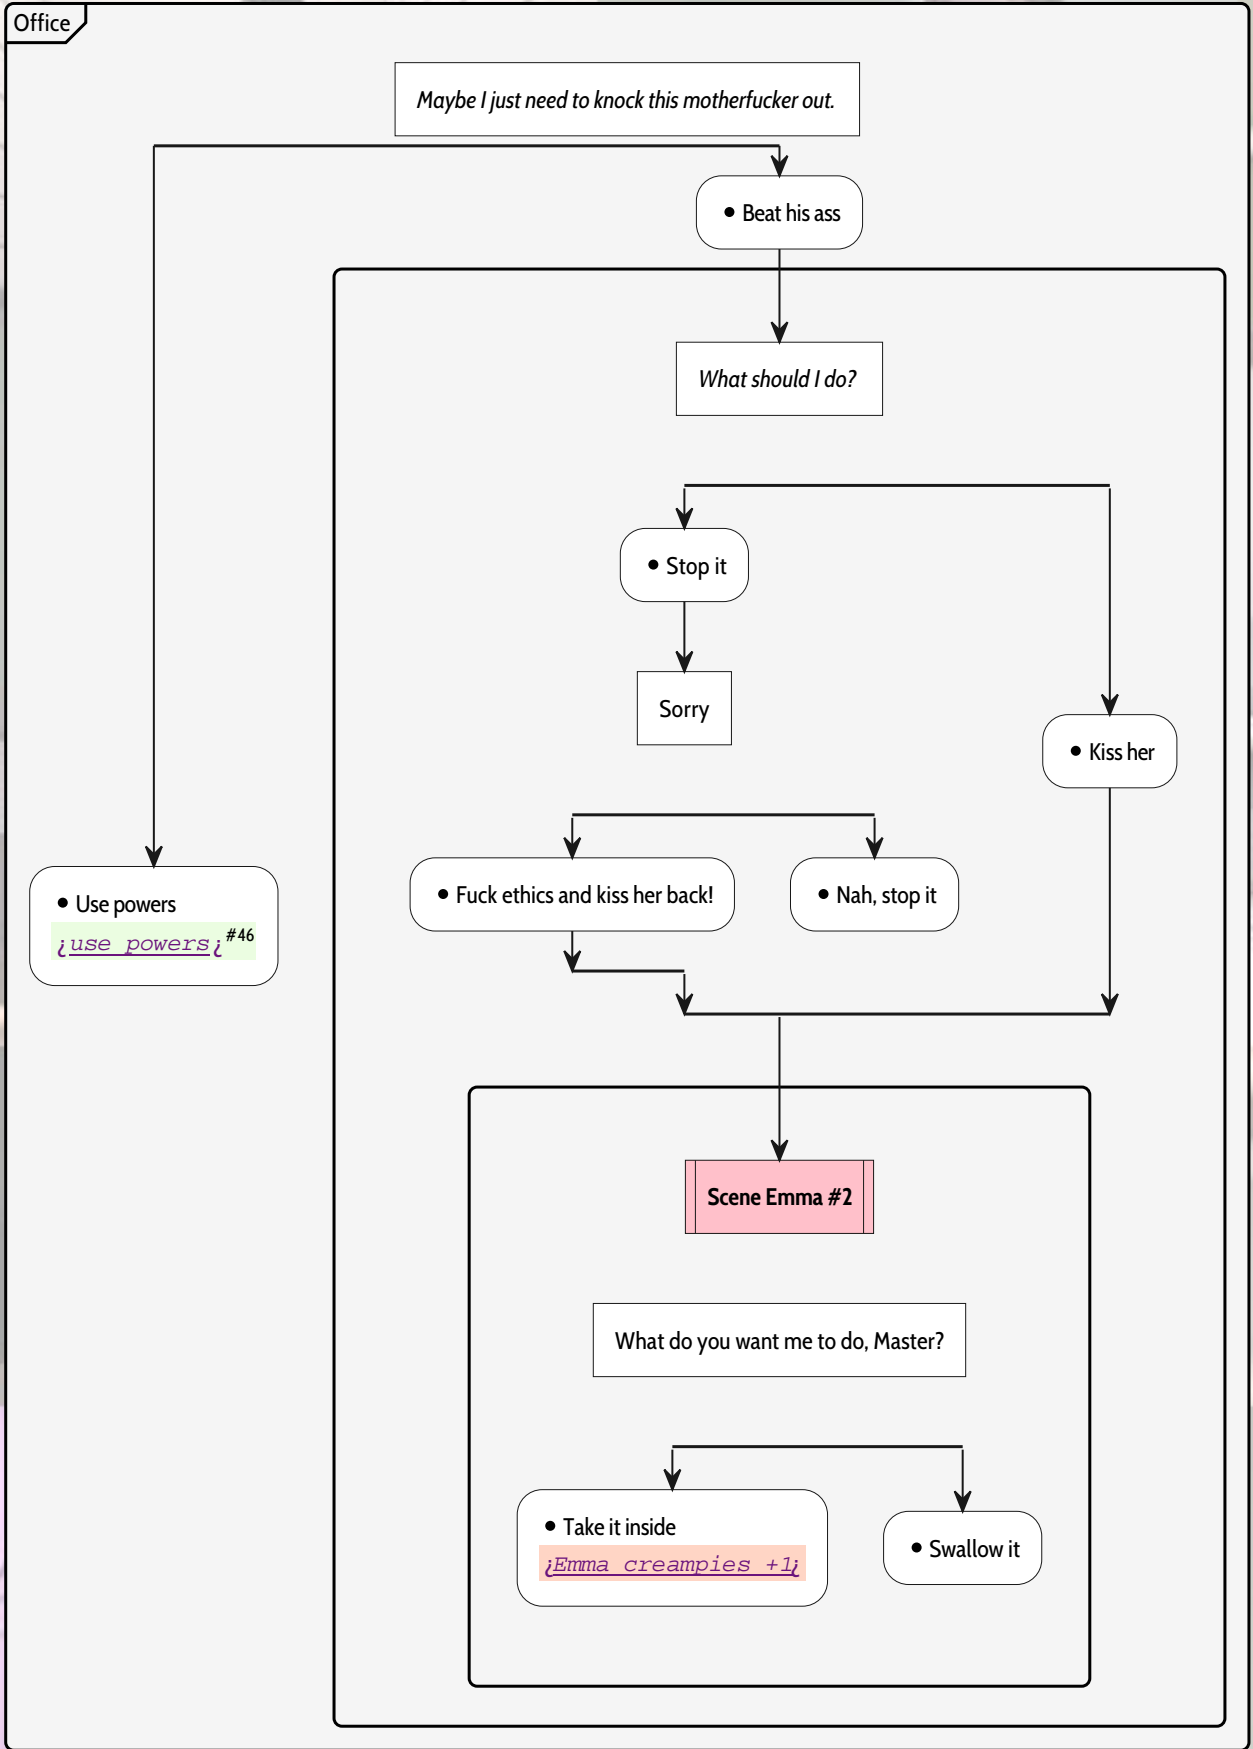 Office
Maybe I just need to knock this motherfucker out.
• Beat his ass
What should I do?
• Stop it
Sorry
• Kiss her
• Fuck ethics and kiss her back!
• Nah, stop it
• Use powers
¿use powers¿ #46
Scene Emma #2
What do you want me to do, Master?
• Take it inside
¿Emma creampies +1¿
• Swallow it